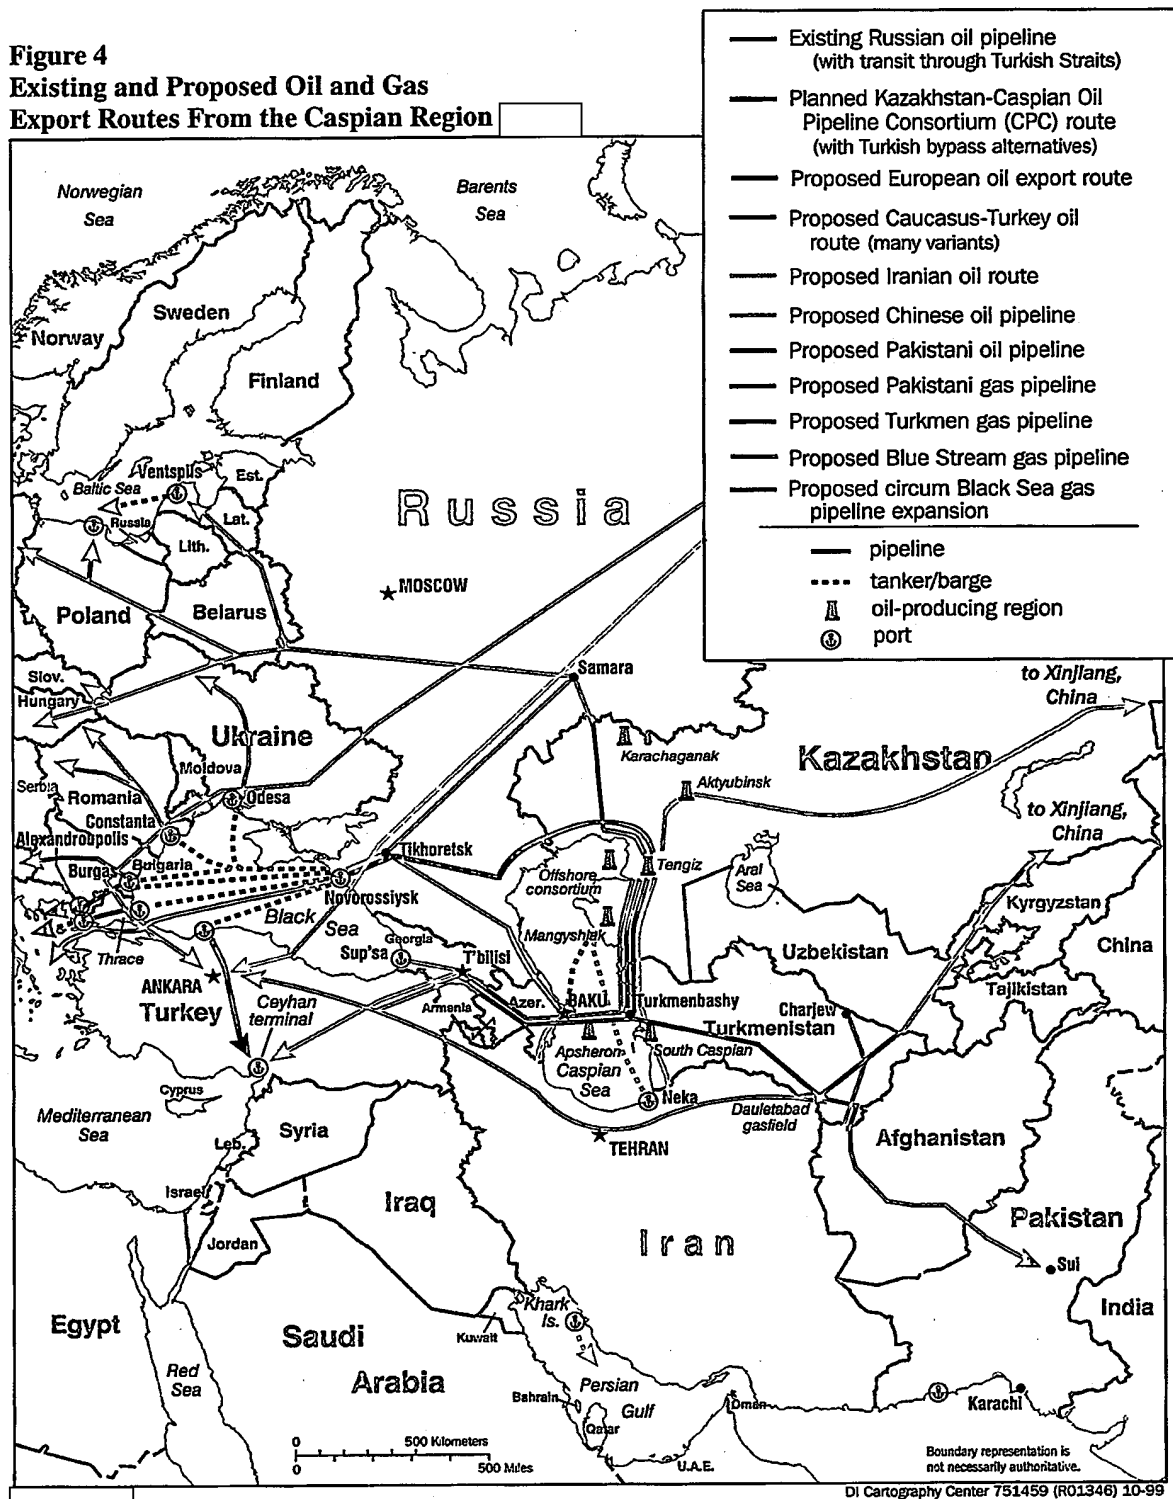 Figure 4
Existing and Proposed Oil and Gas
Export Routes From the Caspian Region
Existing Russian oil pipeline
(with transit through Turkish Straits)
Planned Kazakhstan-Caspian Oil
Pipeline Consortium (CPC) route
(with Turkish bypass alternatives)
Proposed European oil export route
Proposed Caucasus-Turkey oil
route (many variants)
Proposed Iranian oil route
Proposed Chinese oil pipeline
Proposed Pakistani oil pipeline
Proposed Pakistani gas pipeline
Proposed Turkmen gas pipeline
Proposed Blue Stream gas pipeline
Proposed circum Black Sea gas
pipeline expansion
pipeline
tanker/barge
oil-producing region
port
Norwegian
Sea
Barents
Sea
Sweden
Norway
Finland
Ventspils
Est.
Baltic Sea
Russia
Russia
Lat.
Lith.
MOSCOW
Poland
Belarus
Samara
to Xinjiang,
China
Slov.
Hungary
Ukraine
Karachaganak
Kazakhstan
Moldova
Aktyubinsk
Serbia
Romania
Odesa
to Xinjiang,
China
Constanta
Alexandroupolis
Tikhoretsk
Tengiz
Burgas
Bulgaria
Offshore
consortium
Aral
Sea
Novorossiysk
Kyrgyzstan
Black
Sea
Mangyshlak
China
Thrace
Georgia
Sup'sa
T'bilisi
Uzbekistan
Tajikistan
ANKARA
Turkey
Ceyhan
terminal
Armenia
Azer.
BAKU
Turkmenbashy
Charjew
Turkmenistan
Apsheron
South Caspian
Caspian
Sea
Cyprus
Neka
Mediterranean
Sea
Dauletabad
gasfield
Syria
TEHRAN
Afghanistan
Leb.
Israel
Iraq
Jordan
Iran
Pakistan
Sui
Egypt
Saudi
Arabia
Kuwait
Khark
Is.
India
Red
Sea
Persian
Gulf
Bahrain
Qatar
Oman
Karachi
0 500 Kilometers
0 500 Miles
U.A.E.
Boundary representation is
not necessarily authoritative.
DI Cartography Center 751459 (R01346) 10-99